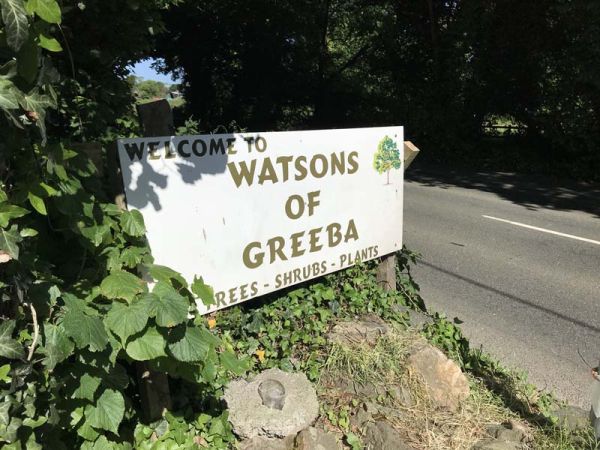 WELCOME TO
WATSONS
OF
GREEBA
TREES - SHRUBS - PLANTS